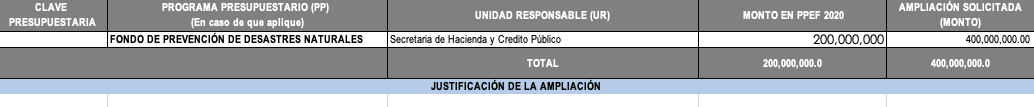 CLAVE PRESUPUESTARIA
PROGRAMA PRESUPUESTARIO (PP)
(En caso de que aplique)
UNIDAD RESPONSABLE (UR)
MONTO EN PPEF 2020
AMPLIACIÓN SOLICITADA (MONTO)
FONDO DE PREVENCIÓN DE DESASTRES NATURALES
Secretaria de Hacienda y Credito Público
200,000,000
400,000,000.00
TOTAL
200,000,000.0
400,000,000.0
JUSTIFICACIÓN DE LA AMPLIACIÓN